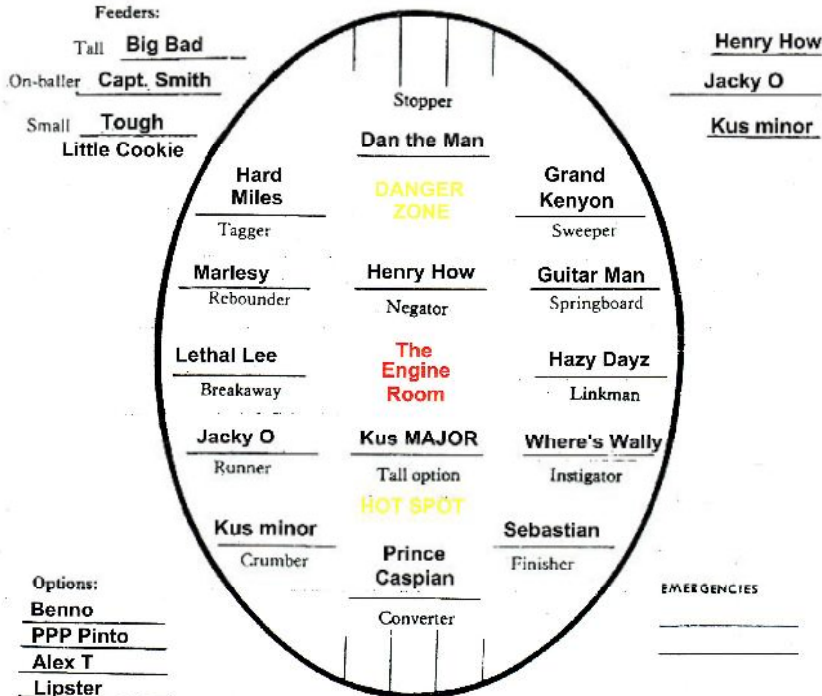 Feeders:
Tall Big Bad
On-baller Capt. Smith
Small Tough
Little Cookie
Henry How
Jacky O
Kus minor
Stopper
Dan the Man
DANGER
ZONE
Hard
Miles
Tagger
Grand
Kenyon
Sweeper
Marlesy
Rebounder
Henry How
Negator
Guitar Man
Springboard
Lethal Lee
Breakaway
The
Engine
Room
Hazy Dayz
Linkman
Jacky O
Runner
Kus MAJOR
Tall option
Where's Wally
Instigator
HOT SPOT
Kus minor
Crumber
Prince
Caspian
Converter
Sebastian
Finisher
Options:
Benno
PPP Pinto
Alex T
Lipster
EMERGENCIES